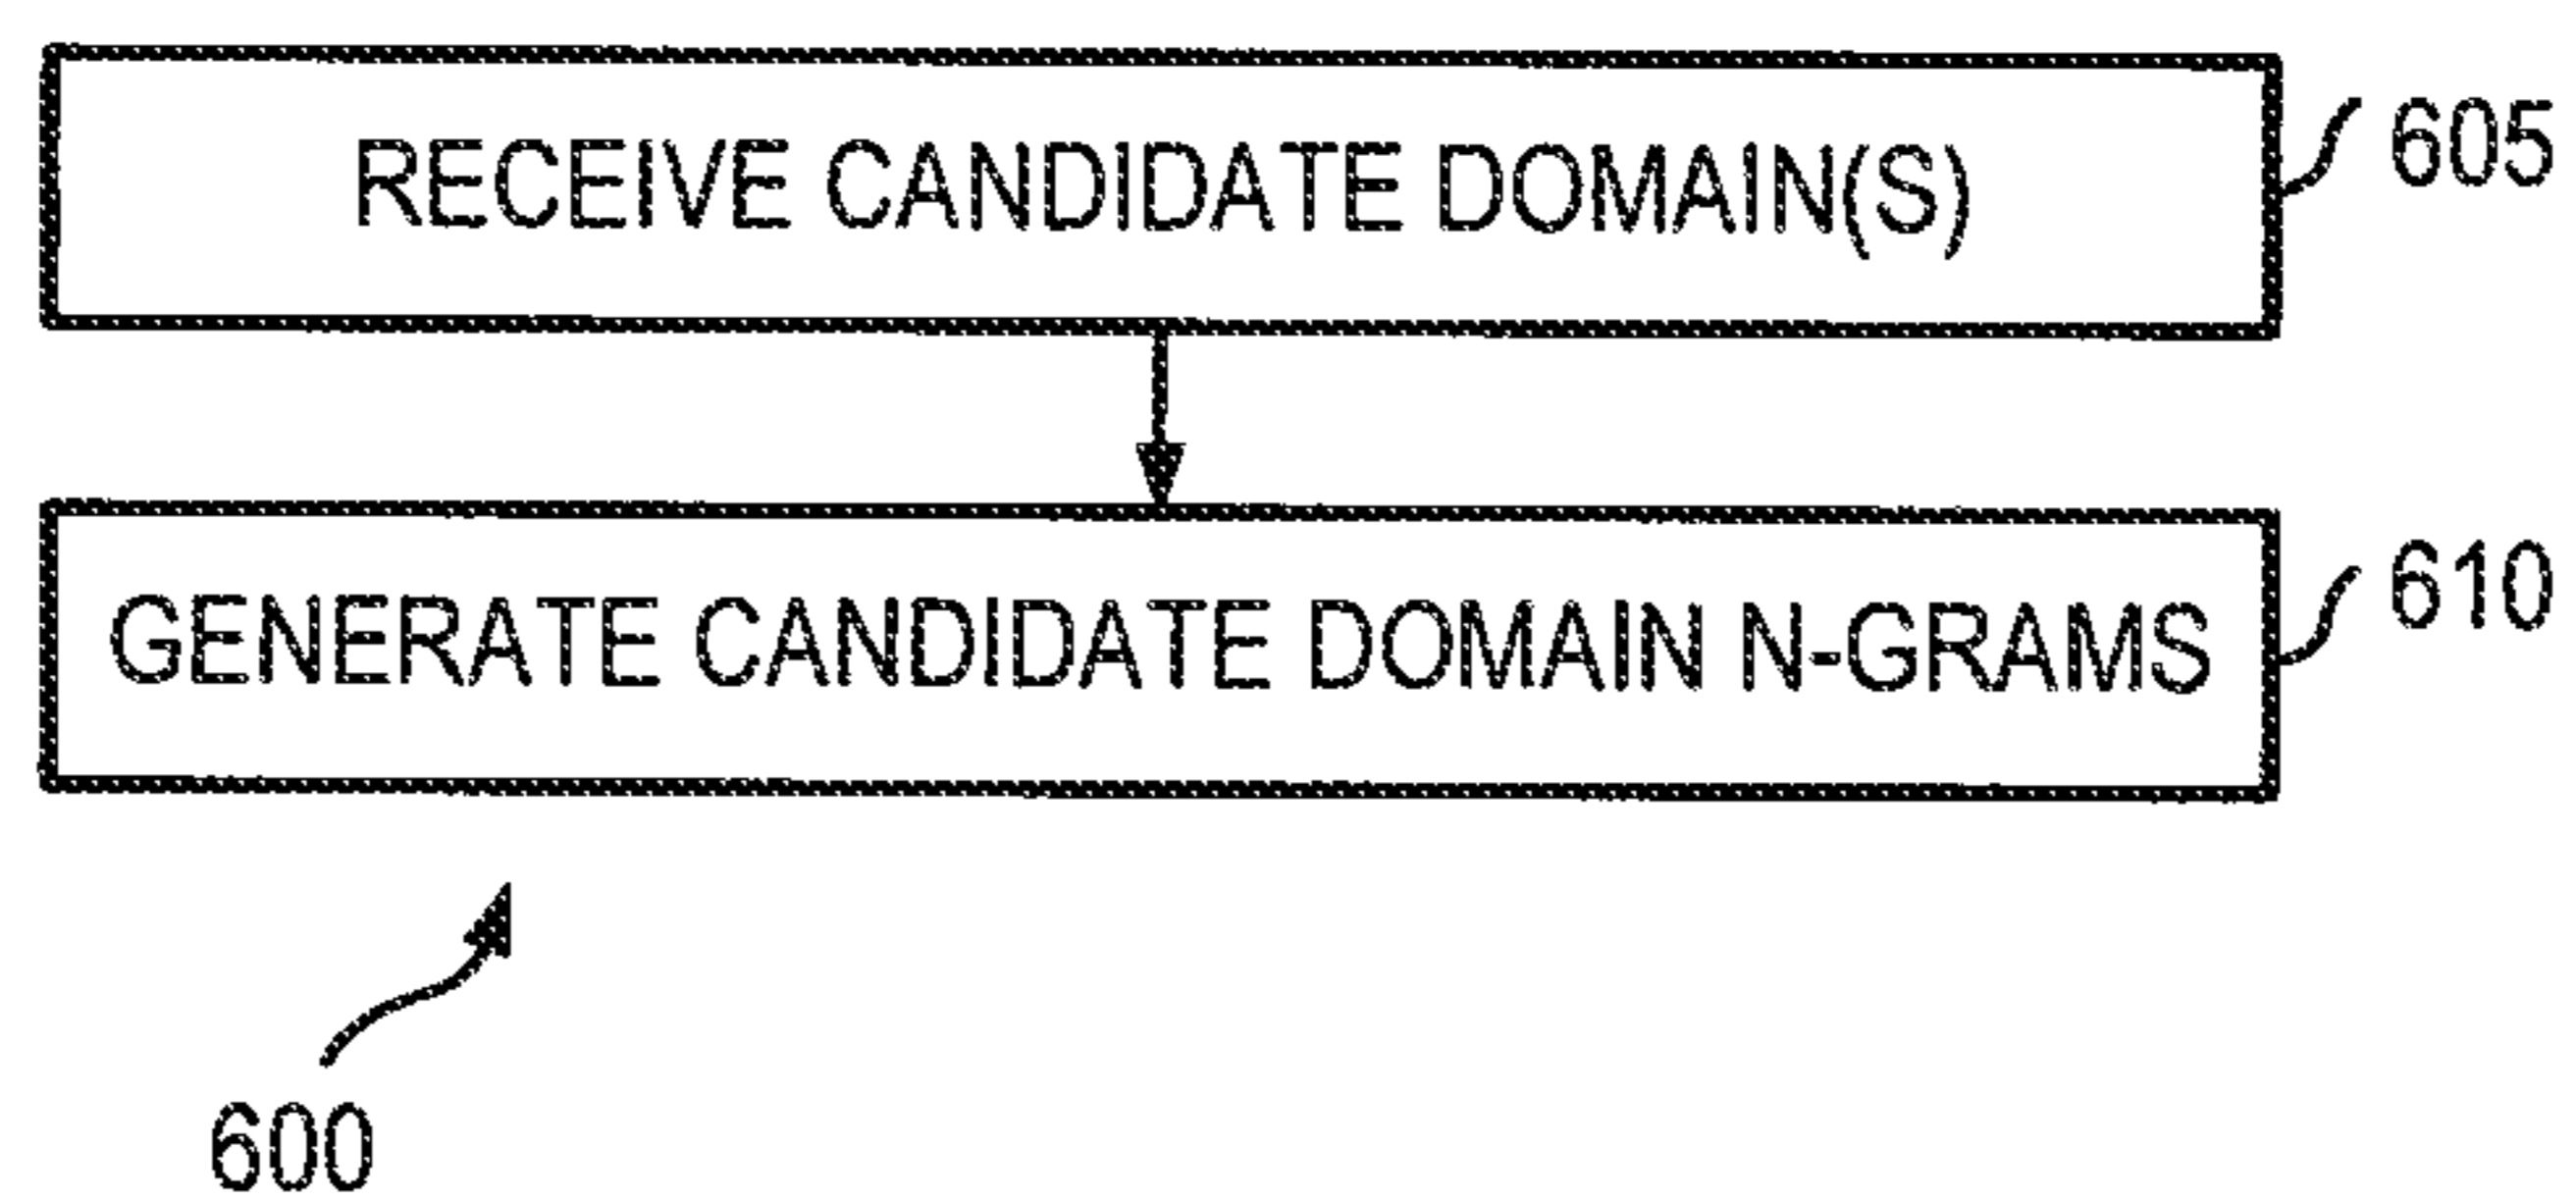 RECEIVE CANDIDATE DOMAIN(S)
605
GENERATE CANDIDATE DOMAIN N-GRAMS
610
600